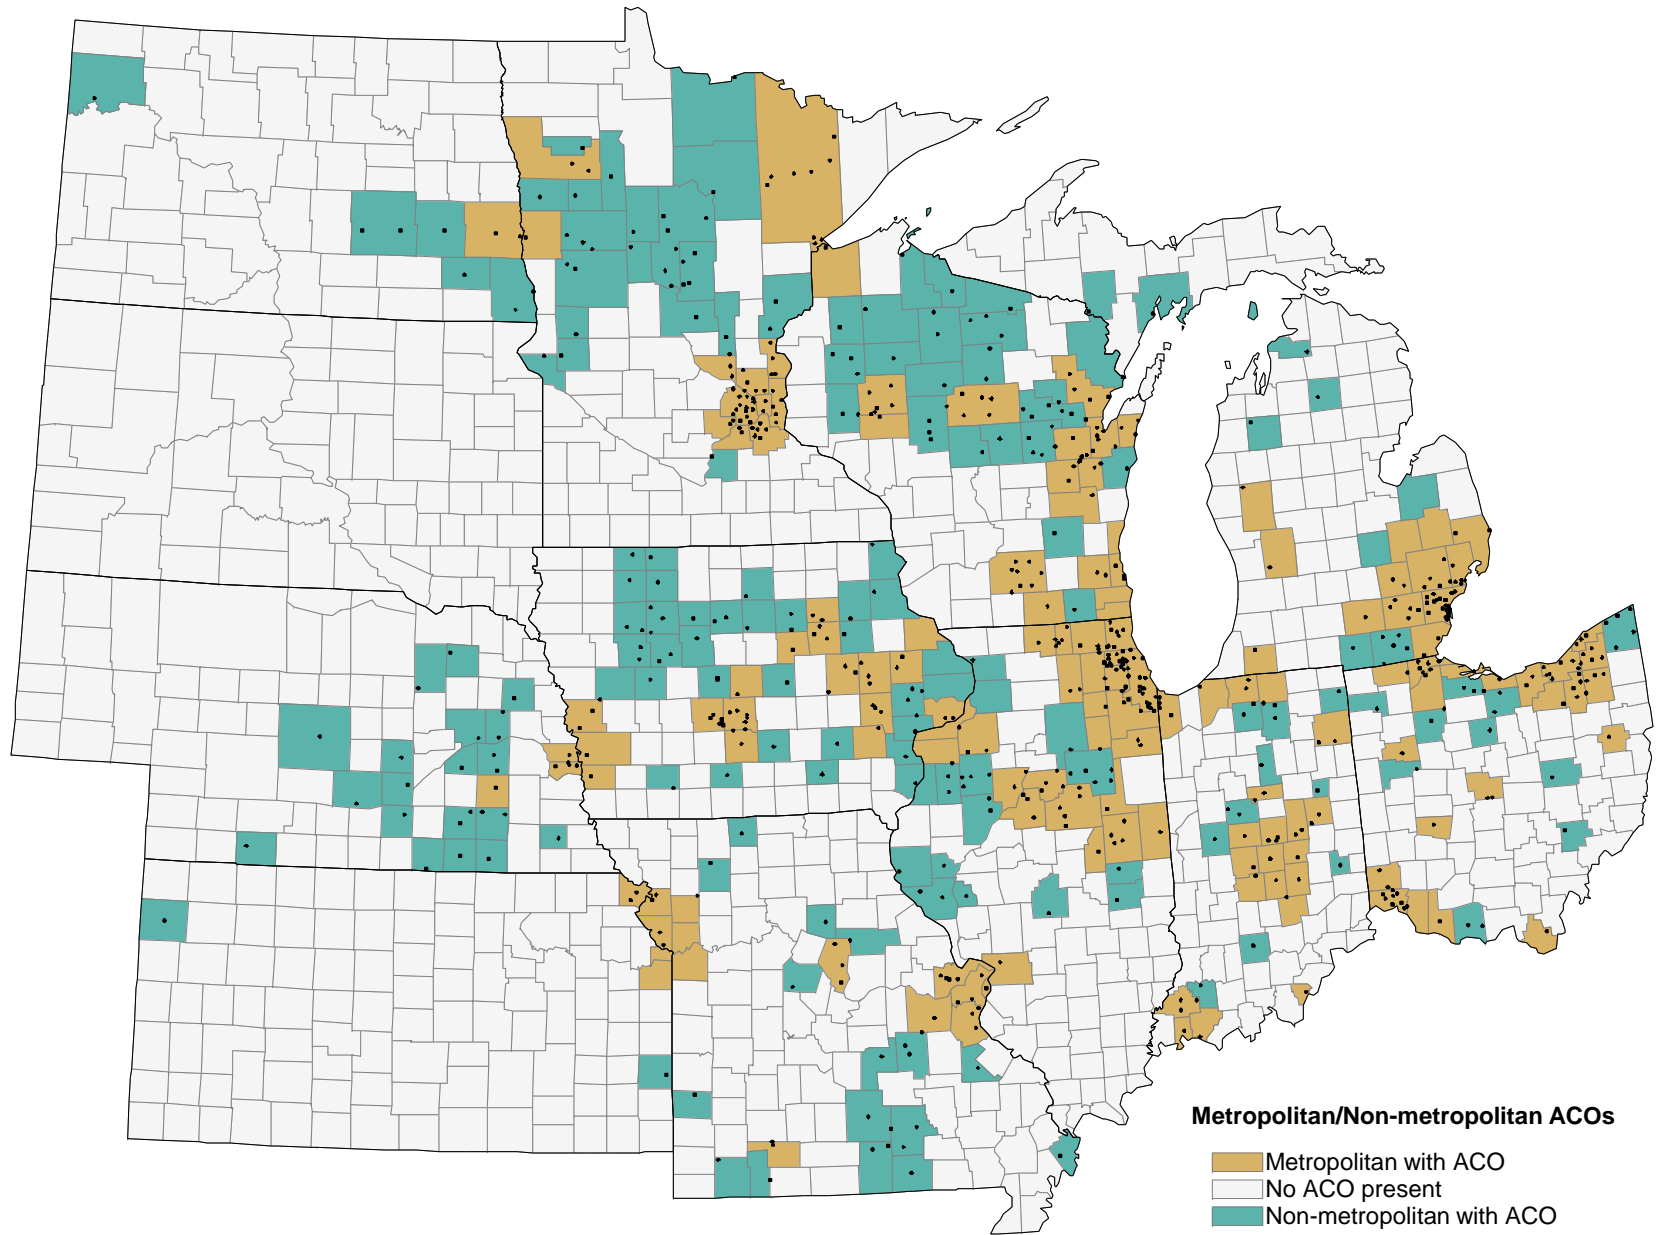 Metropolitan/Non-metropolitan ACOs
Metropolitan with ACO
No ACO present
Non-metropolitan with ACO